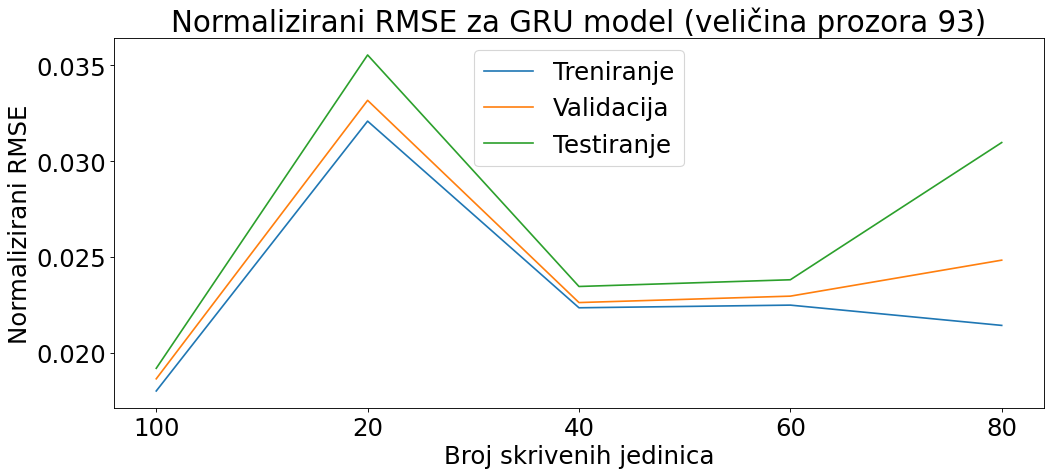 Normalizirani RMSE za GRU model (veličina prozora 93)
Treniranje
Validacija
Testiranje
Normalizirani RMSE
0.035
0.030
0.025
0.020
100 20 40 60 80
Broj skrivenih jedinica